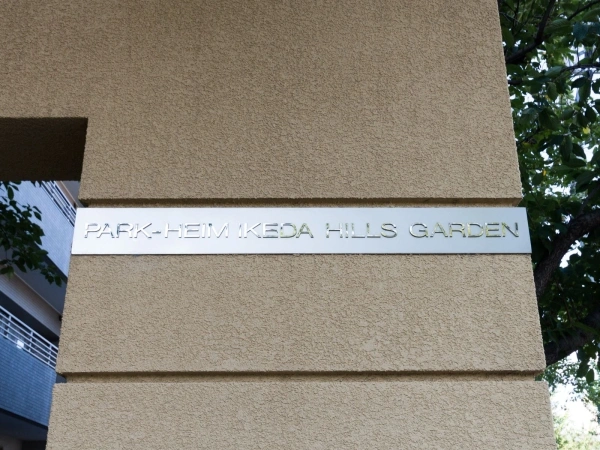 PARK-HEIM IKEDA HILLS GARDEN